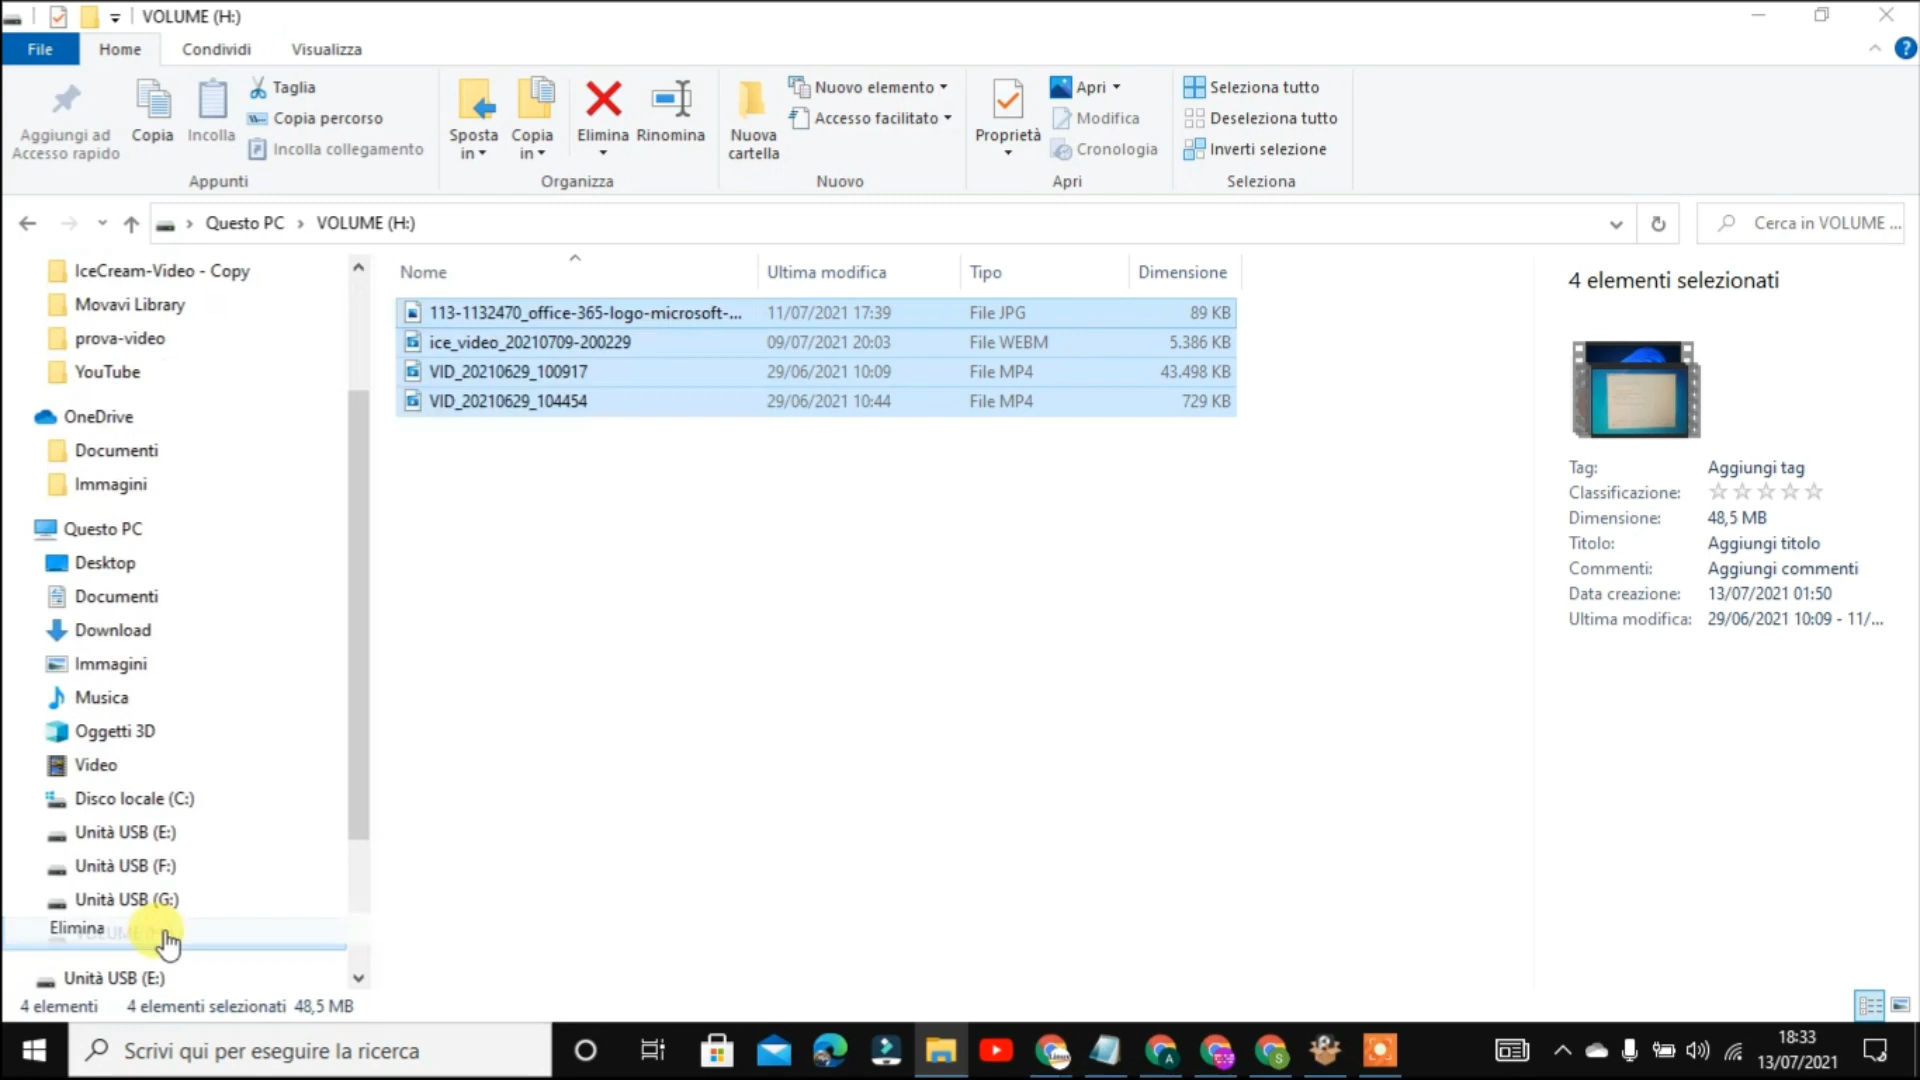 VOLUME (H:)
File Home Condividi Visualizza
Aggiungi ad Accesso rapido
Copia
Incolla
Taglia
Copia percorso
Incolla collegamento
Appunti
Sposta in
Copia in
Elimina
Rinomina
Organizza
Nuova cartella
Nuovo elemento
Accesso facilitato
Nuovo
Proprietà
Apri
Modifica
Cronologia
Apri
Seleziona tutto
Deseleziona tutto
Inverti selezione
Seleziona
Questo PC › VOLUME (H:)
Cerca in VOLUME ...
IceCream-Video - Copy
Movavi Library
prova-video
YouTube
OneDrive
Documenti
Immagini
Questo PC
Desktop
Documenti
Download
Immagini
Musica
Oggetti 3D
Video
Disco locale (C:)
Unità USB (E:)
Unità USB (F:)
Unità USB (G:)
Elimina
Unità USB (E:)
Nome Ultima modifica Tipo Dimensione
113-1132470_office-365-logo-microsoft-... 11/07/2021 17:39 File JPG 89 KB
ice_video_20210709-200229 09/07/2021 20:03 File WEBM 5.386 KB
VID_20210629_100917 29/06/2021 10:09 File MP4 43.498 KB
VID_20210629_104454 29/06/2021 10:44 File MP4 729 KB
4 elementi selezionati
Tag: Aggiungi tag
Classificazione:
Dimensione: 48,5 MB
Titolo: Aggiungi titolo
Commenti: Aggiungi commenti
Data creazione: 13/07/2021 01:50
Ultima modifica: 29/06/2021 10:09 - 11/...
4 elementi 4 elementi selezionati 48,5 MB
Scrivi qui per eseguire la ricerca
18:33
13/07/2021